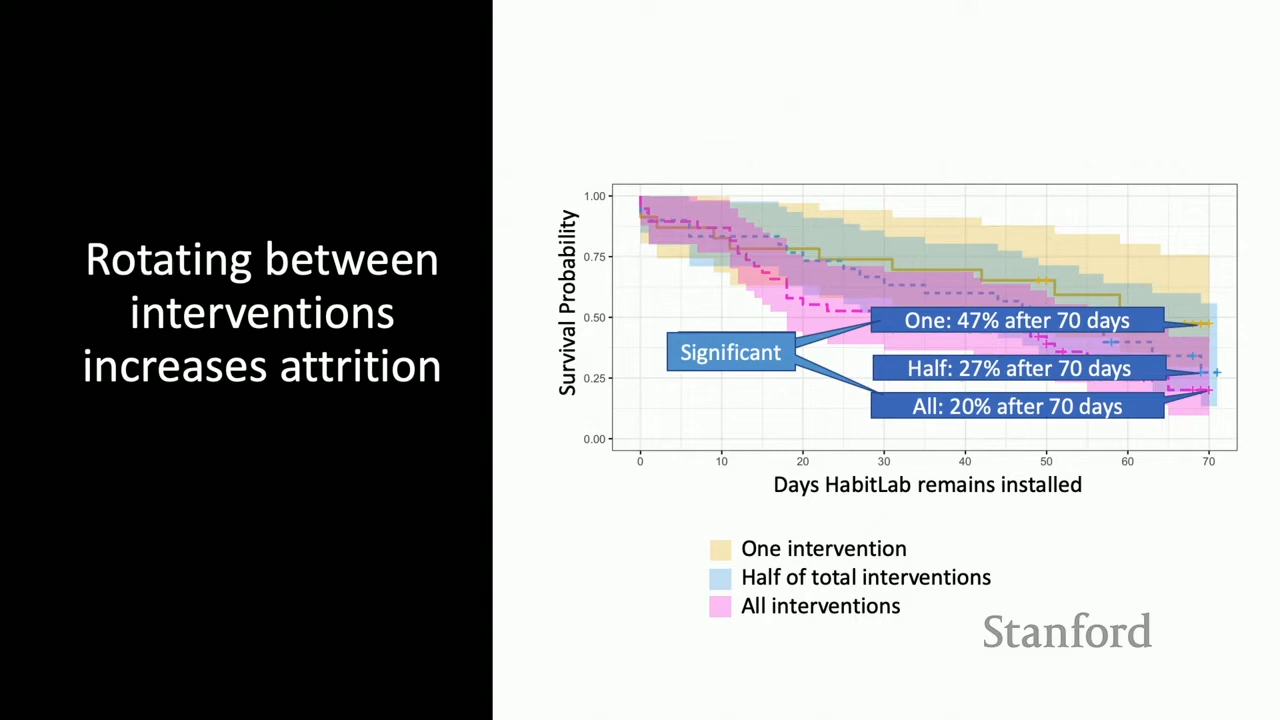 Rotating between
interventions
increases attrition
Survival Probability
1.00
0.75
0.50
0.25
0.00
Significant
One: 47% after 70 days
Half: 27% after 70 days
All: 20% after 70 days
0 10 20 30 40 50 60 70
Days HabitLab remains installed
One intervention
Half of total interventions
All interventions
Stanford